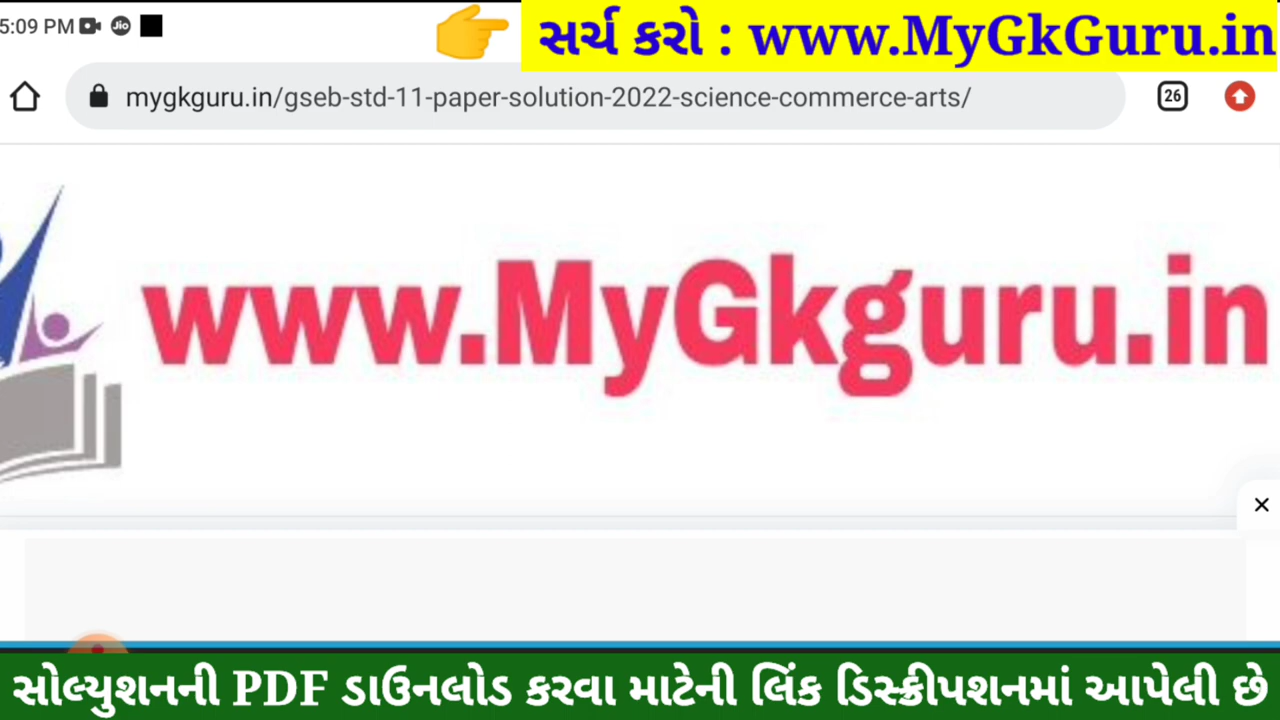 5:09 PM
Jio
સર્ચ કરો : www.MyGkGuru.in
mygkguru.in/gseb-std-11-paper-solution-2022-science-commerce-arts/
26
www.MyGkguru.in
સોલ્યુશનની PDF ડાઉનલોડ કરવા માટેની લિંક ડિસ્ક્રીપશનમાં આપેલી છે